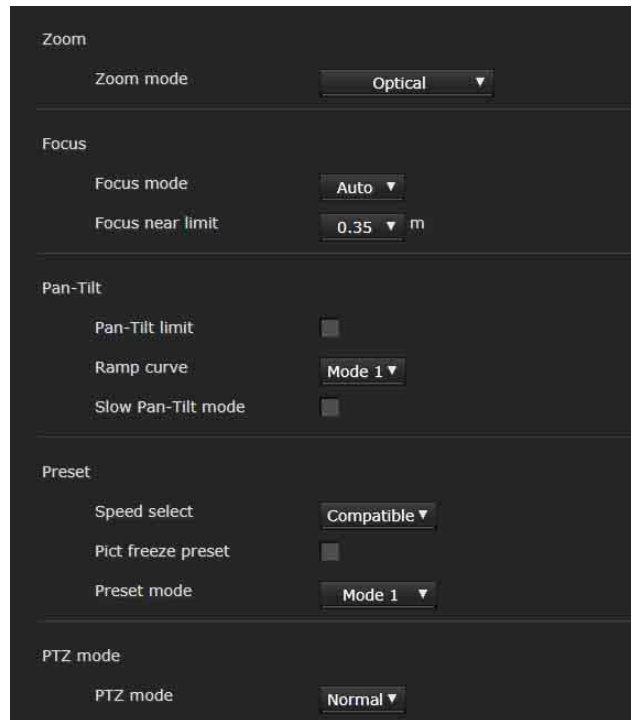 Zoom
Zoom mode Optical
Focus
Focus mode Auto
Focus near limit 0.35 m
Pan-Tilt
Pan-Tilt limit
Ramp curve Mode 1
Slow Pan-Tilt mode
Preset
Speed select Compatible
Pict freeze preset
Preset mode Mode 1
PTZ mode
PTZ mode Normal